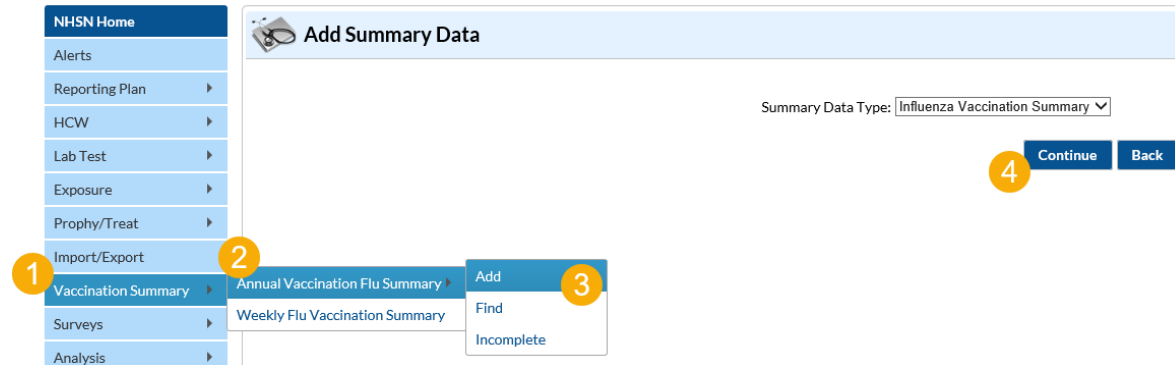 NHSN Home
Alerts
Reporting Plan
HCW
Lab Test
Exposure
Prophy/Treat
Import/Export
1
Vaccination Summary
Surveys
Analysis
2
Annual Vaccination Flu Summary
Weekly Flu Vaccination Summary
Add
3
Find
Incomplete
Add Summary Data
Summary Data Type: Influenza Vaccination Summary
4
Continue Back